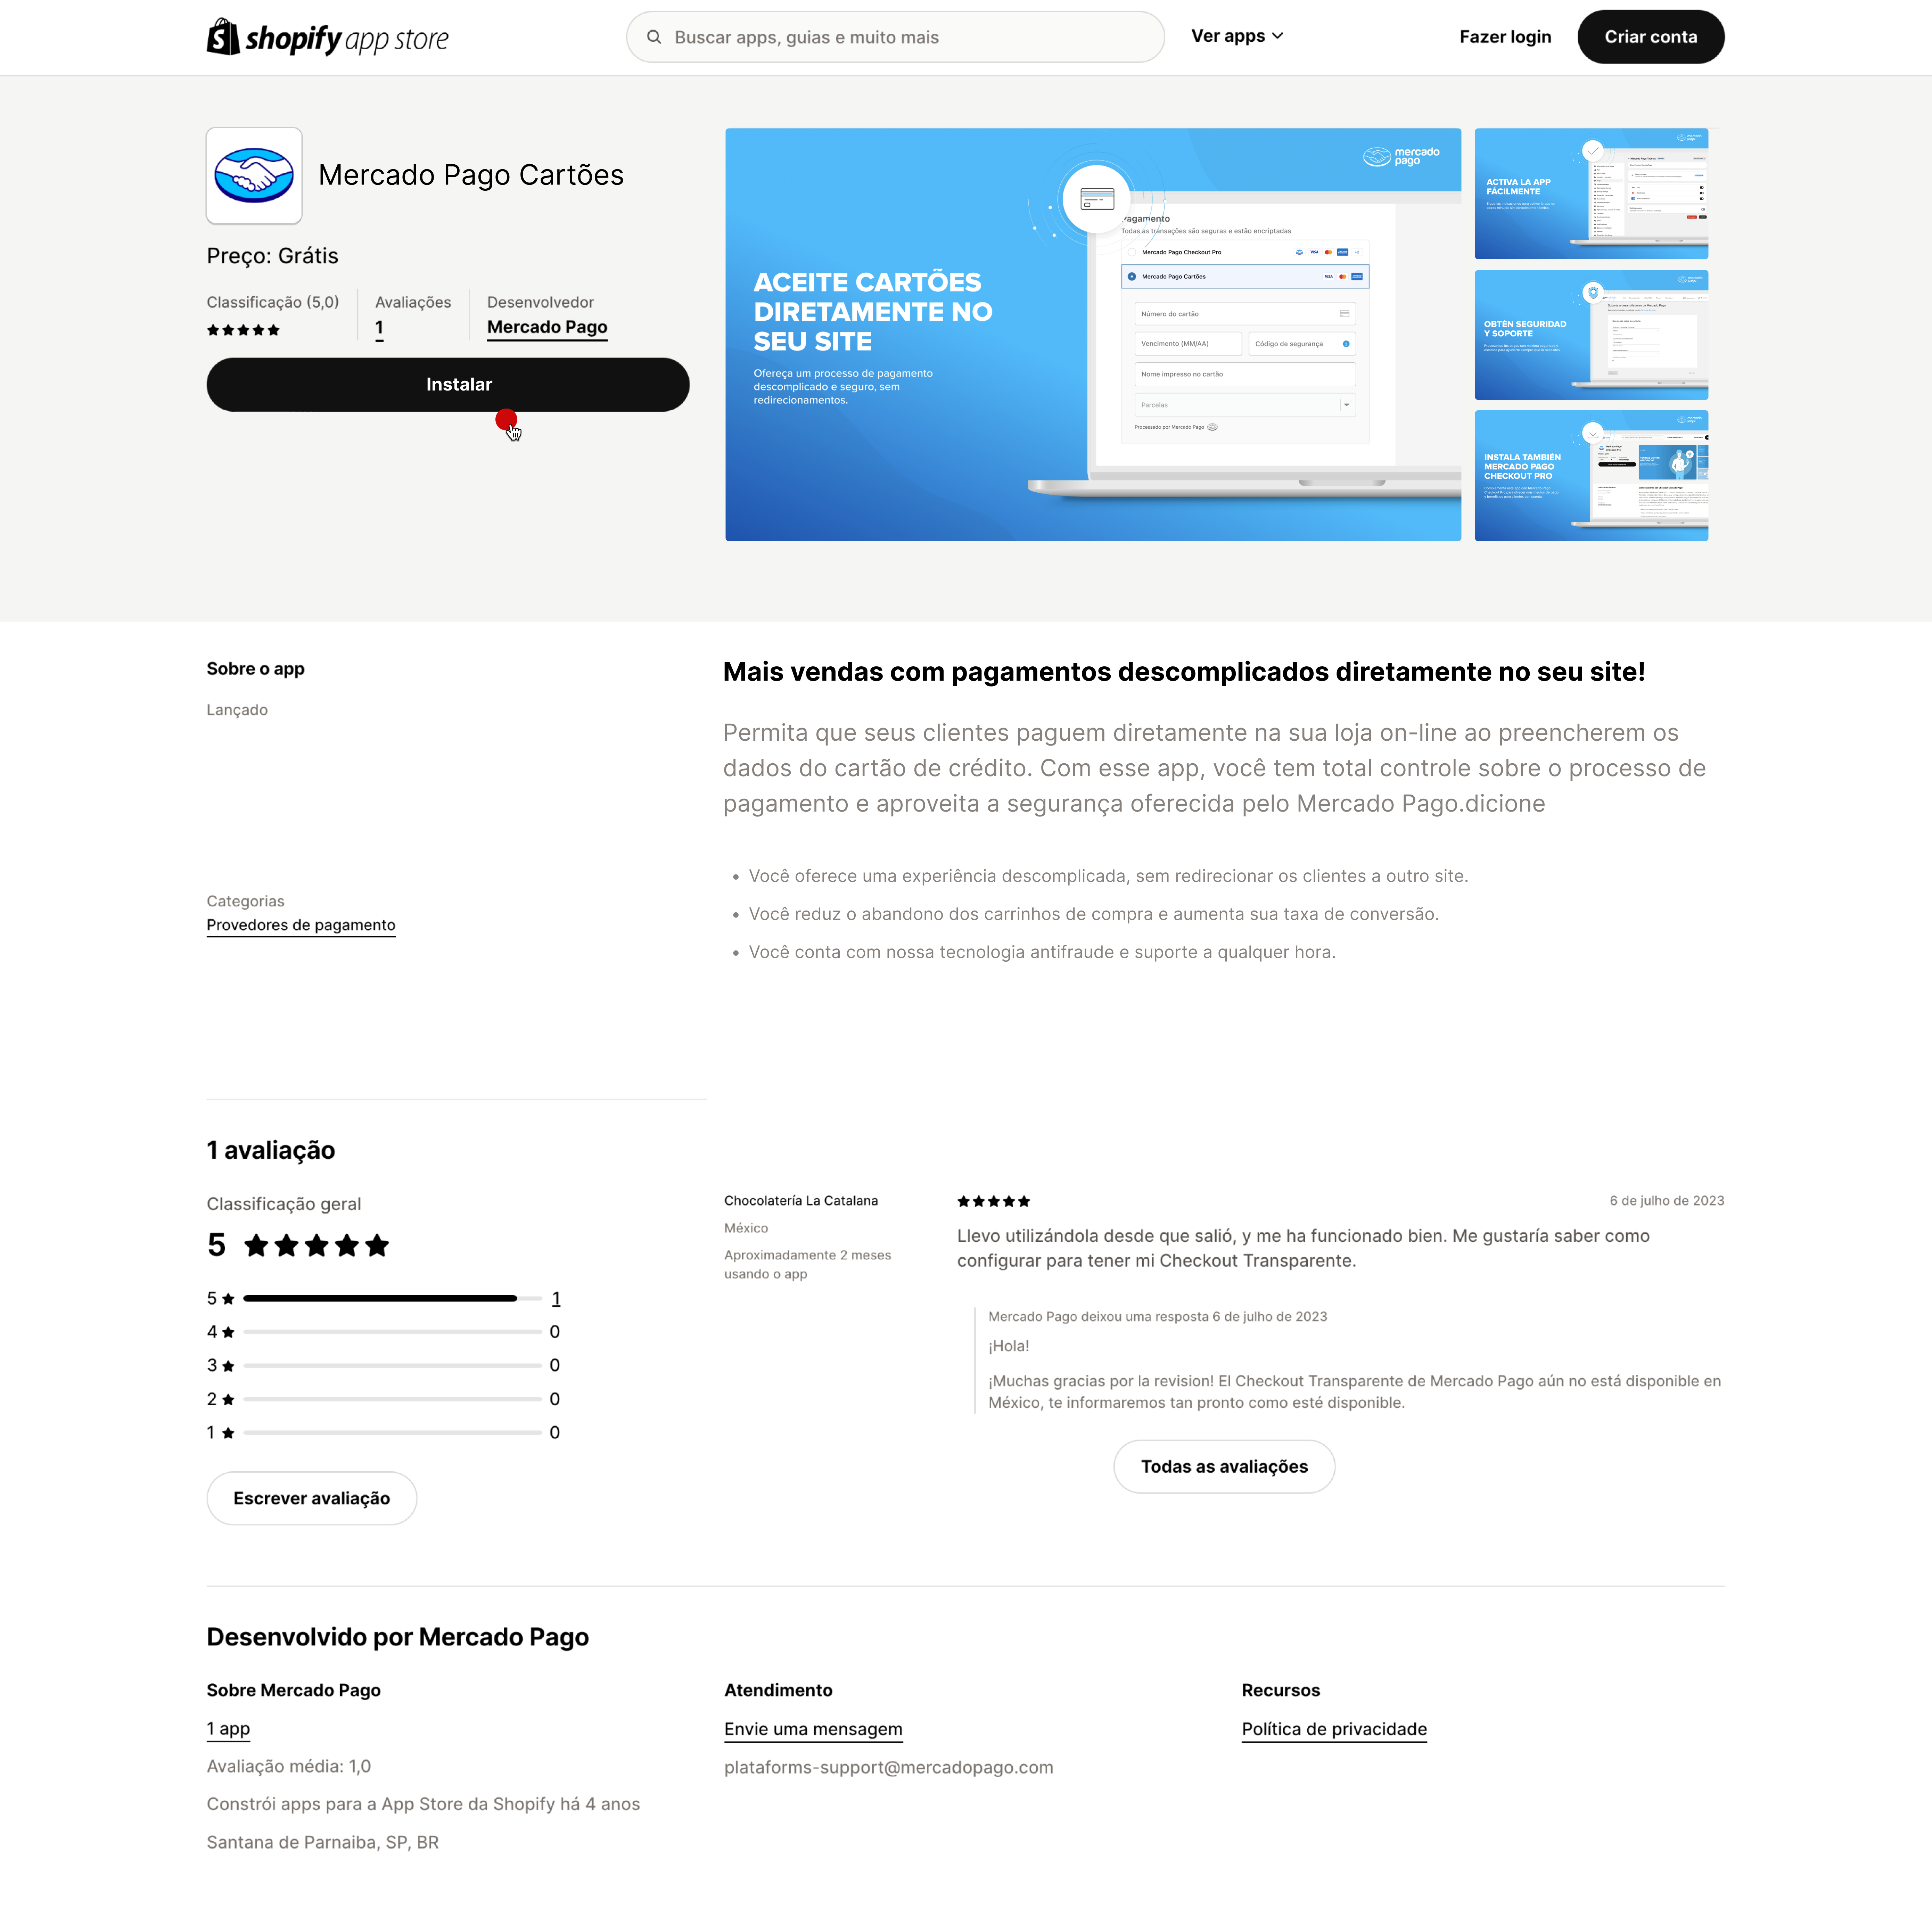 shopify app store
Buscar apps, guias e muito mais
Ver apps
Fazer login
Criar conta
Mercado Pago Cartões
Preço: Grátis
Classificação (5,0)
Avaliações
1
Desenvolvedor
Mercado Pago
Instalar
mercado
pago
ACEITE CARTÕES
DIRETAMENTE NO
SEU SITE
Ofereça um processo de pagamento
descomplicado e seguro, sem
redirecionamentos.
Pagamento
Todas as transações são seguras e estão encriptadas
Mercado Pago Checkout Pro
Mercado Pago Cartões
Número do cartão
Vencimento (MM/AA)
Código de segurança
Nome impresso no cartão
Parcelas
Processado por Mercado Pago
ACTIVA LA APP
FÁCILMENTE
OBTÉN SEGURIDAD
Y SOPORTE
INSTALA TAMBIÉN
MERCADO PAGO
CHECKOUT PRO
Sobre o app
Lançado
Categorias
Provedores de pagamento
Mais vendas com pagamentos descomplicados diretamente no seu site!
Permita que seus clientes paguem diretamente na sua loja on-line ao preencherem os
dados do cartão de crédito. Com esse app, você tem total controle sobre o processo de
pagamento e aproveita a segurança oferecida pelo Mercado Pago.dicione
• Você oferece uma experiência descomplicada, sem redirecionar os clientes a outro site.
• Você reduz o abandono dos carrinhos de compra e aumenta sua taxa de conversão.
• Você conta com nossa tecnologia antifraude e suporte a qualquer hora.
1 avaliação
Classificação geral
5
5 1
4 0
3 0
2 0
1 0
Escrever avaliação
Chocolatería La Catalana
México
Aproximadamente 2 meses
usando o app
6 de julho de 2023
Llevo utilizándola desde que salió, y me ha funcionado bien. Me gustaría saber como
configurar para tener mi Checkout Transparente.
Mercado Pago deixou uma resposta 6 de julho de 2023
¡Hola!
¡Muchas gracias por la revision! El Checkout Transparente de Mercado Pago aún no está disponible en
México, te informaremos tan pronto como esté disponible.
Todas as avaliações
Desenvolvido por Mercado Pago
Sobre Mercado Pago
1 app
Avaliação média: 1,0
Constrói apps para a App Store da Shopify há 4 anos
Santana de Parnaiba, SP, BR
Atendimento
Envie uma mensagem
plataforms-support@mercadopago.com
Recursos
Política de privacidade